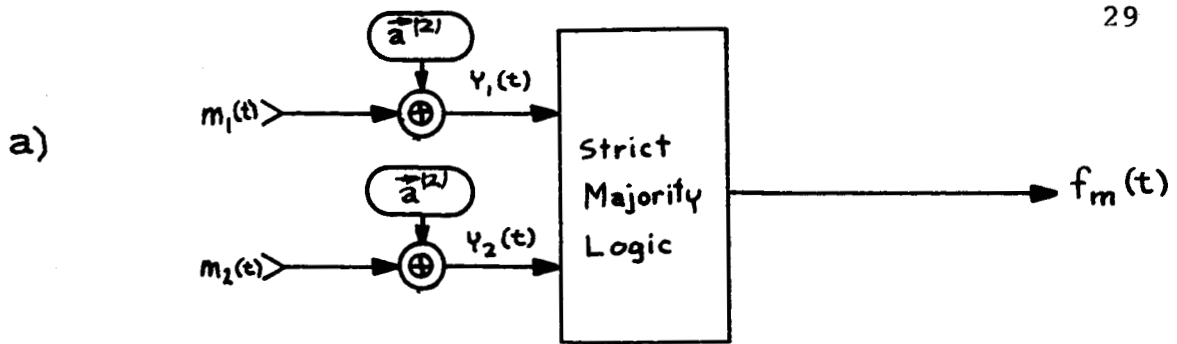 29
a⃗⁽²⁾
Y₁(t)
m₁(t)
a)
Strict
Majority
Logic
fₘ(t)
a⃗⁽²⁾
Y₂(t)
m₂(t)